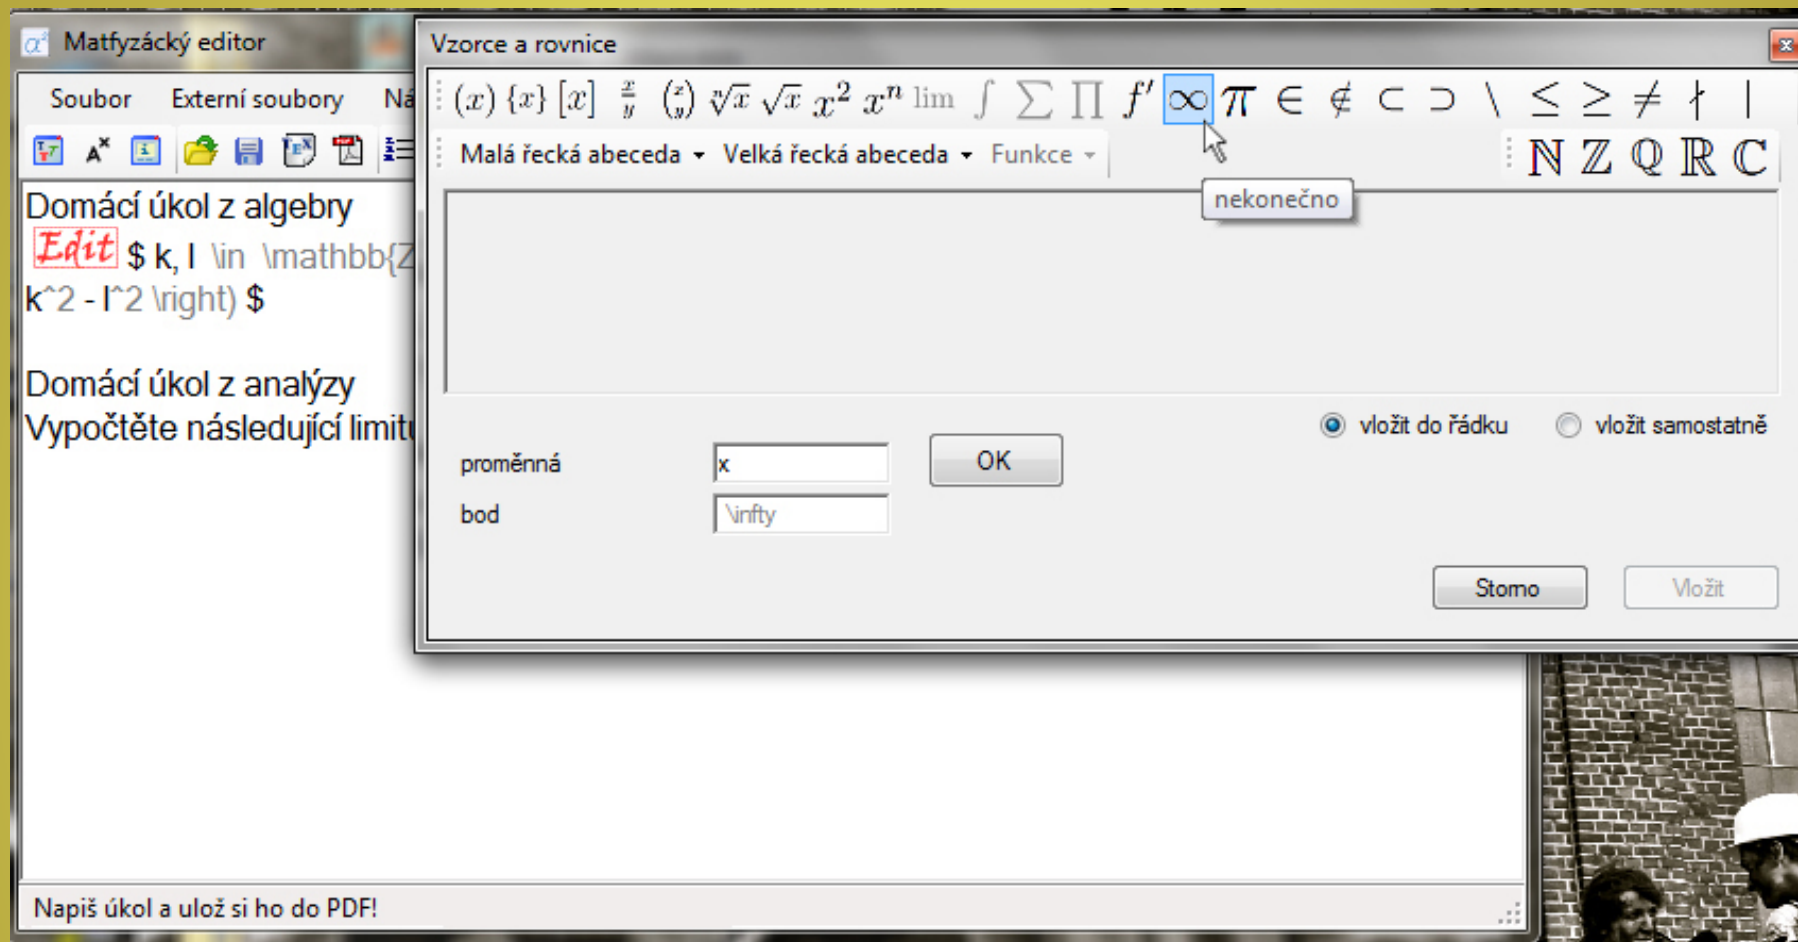 Matfyzácký editor
Soubor Externí soubory Ná
Domácí úkol z algebry
Edit $ k, l \in \mathbb{Z
k^2 - l^2 \right) $
Domácí úkol z analýzy
Vypočtěte následující limitu
Napiš úkol a ulož si ho do PDF!
Vzorce a rovnice
(x) {x} [x] x/y (x/y) ⁿ√x √x x² xⁿ lim ∫ ∑ ∏ f′ ∞ π ∈ ∉ ⊂ ⊃ \ ≤ ≥ ≠ ∤ |
Malá řecká abeceda Velká řecká abeceda Funkce
ℕ ℤ ℚ ℝ ℂ
nekonečno
vložit do řádku vložit samostatně
proměnná x OK
bod \infty
Storno Vložit